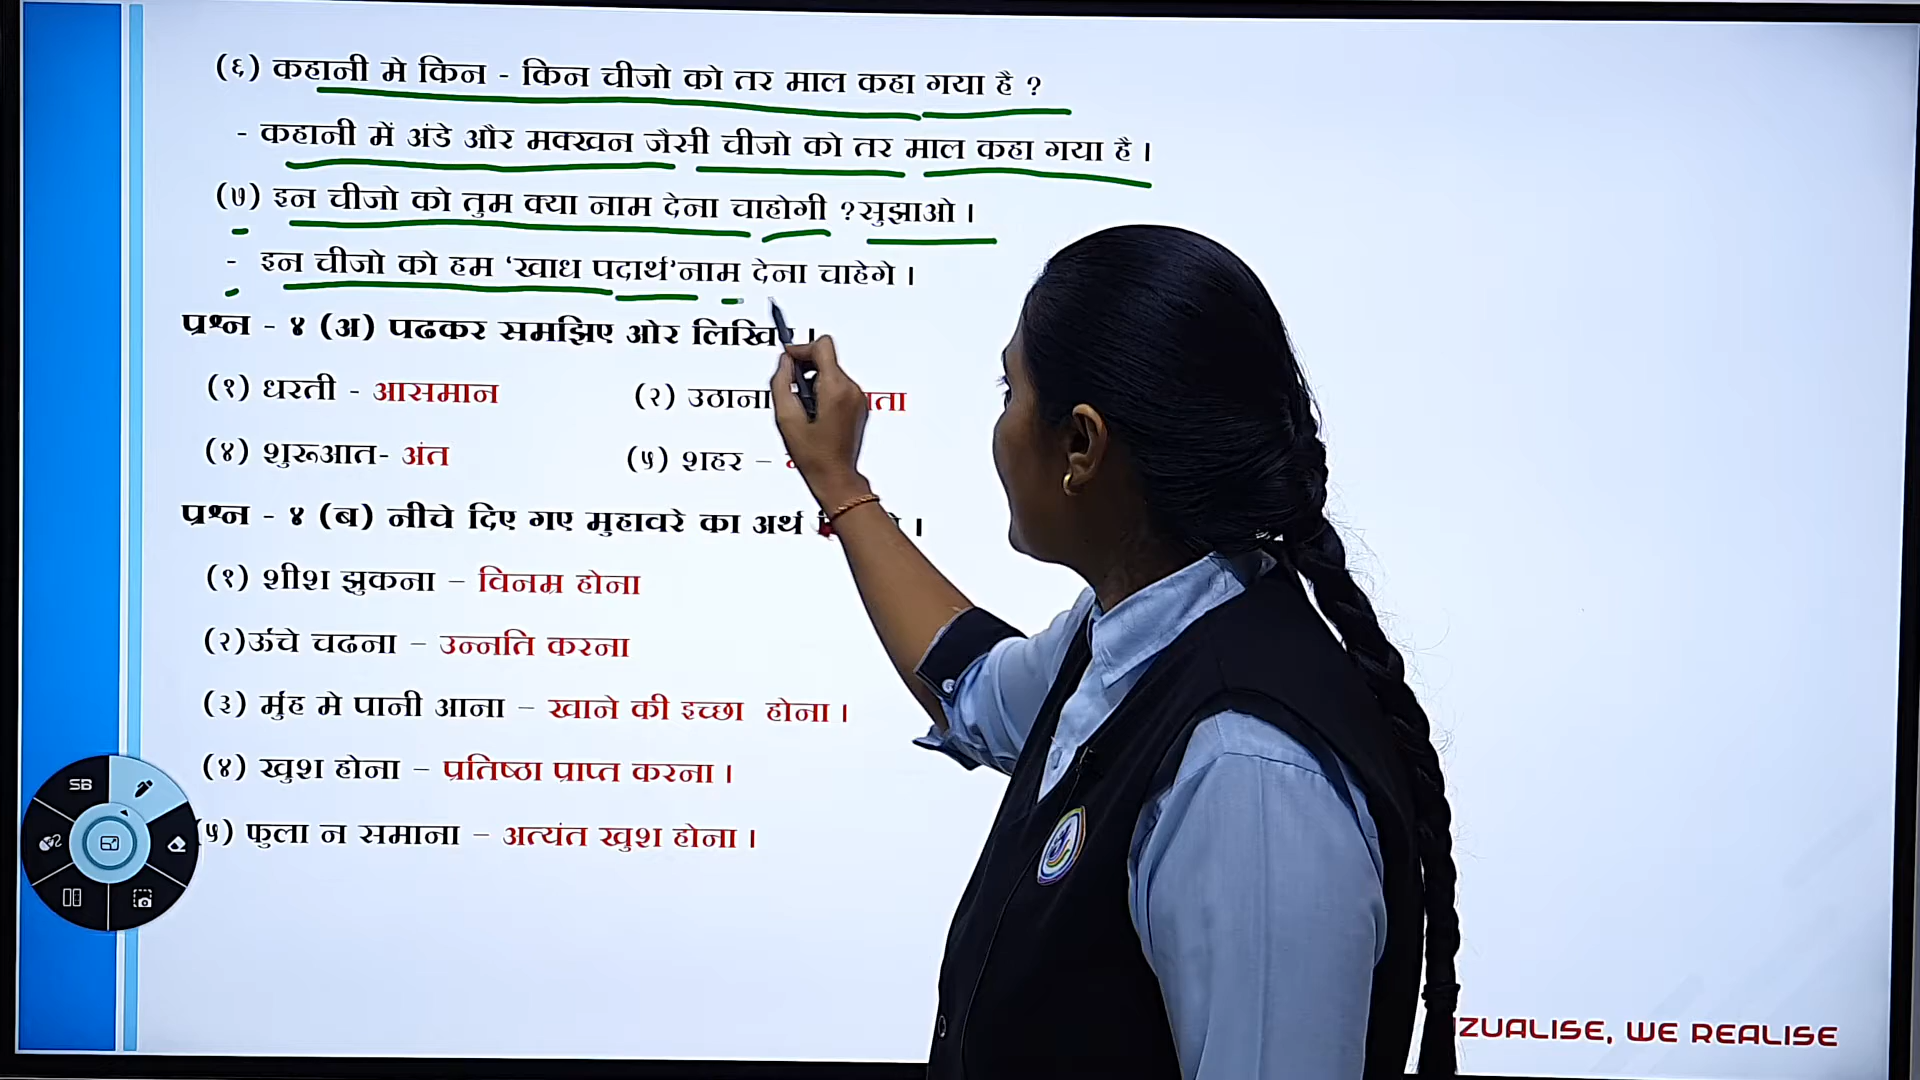 (६) कहानी मे किन - किन चीजो को तर माल कहा गया है ?
- कहानी में अंडे और मक्खन जैसी चीजो को तर माल कहा गया है ।
(७) इन चीजो को तुम क्या नाम देना चाहोगी ?सुझाओ ।
- इन चीजो को हम ‘खाध पदार्थ’नाम देना चाहेगे ।
प्रश्न - ४ (अ) पढकर समझिए ओर ।
(१) धरती - आसमान (२) उठाना
(४) शुरूआत- अंत (५) शहर –
प्रश्न - ४ (ब) नीचे दिए गए मुहावरे का अर्थ ।
(१) शीश झुकना – विनम्र होना
(२)ऊंचे चढना – उन्नति करना
(३) मुंह मे पानी आना – खाने की इच्छा होना ।
(४) खुश होना – प्रतिष्ठा प्राप्त करना ।
(५) फुला न समाना – अत्यंत खुश होना ।
SB
WE REALISE